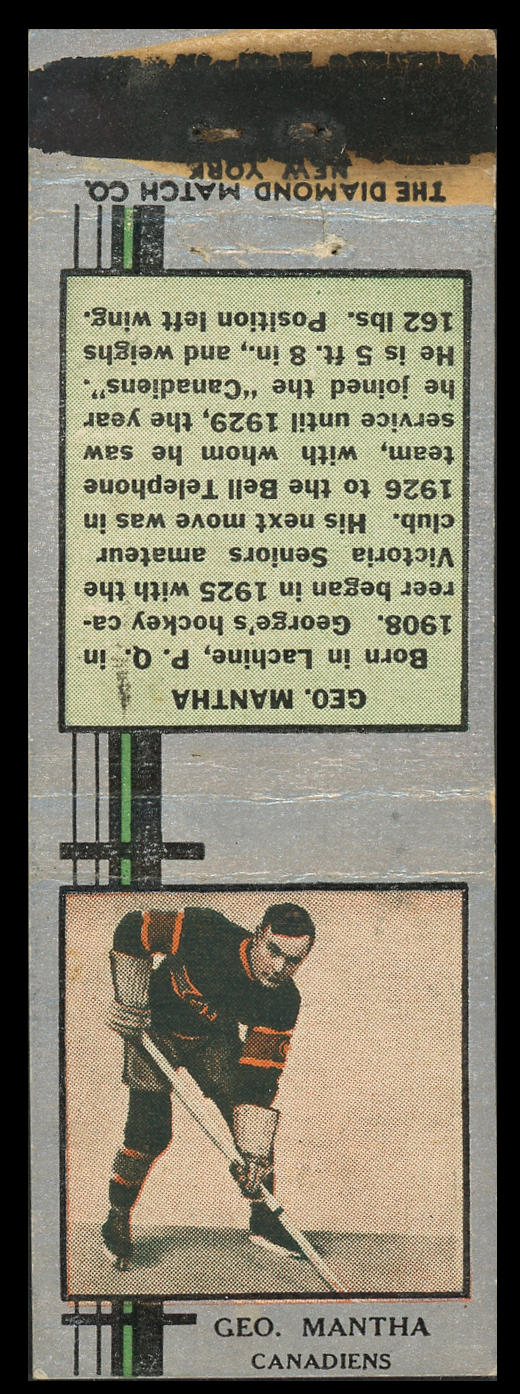 THE DIAMOND MATCH CO.
NEW YORK
GEO. MANTHA
Born in Lachine, P. Q. in
1908. George's hockey ca-
reer began in 1925 with the
Victoria Seniors amateur
club. His next move was in
1926 to the Bell Telephone
team, with whom he saw
service until 1929, the year
he joined the "Canadiens".
He is 5 ft. 8 in., and weighs
162 lbs. Position left wing.
GEO. MANTHA
CANADIENS